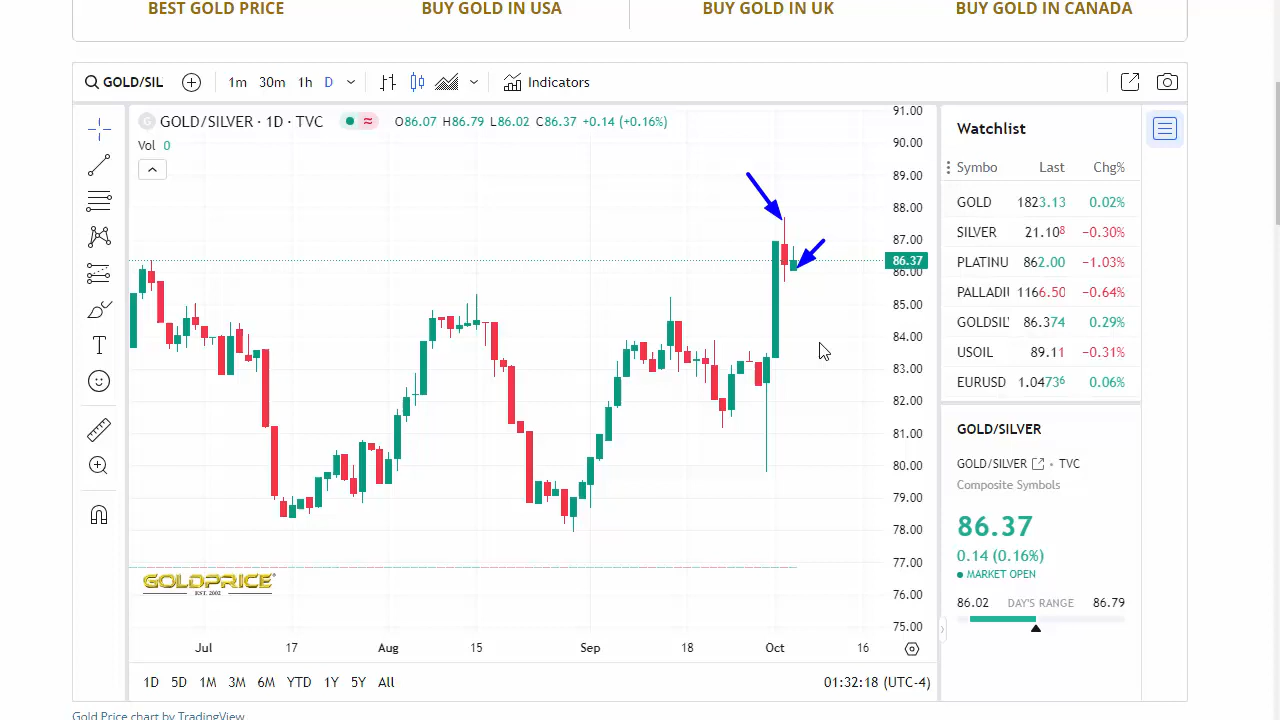 BEST GOLD PRICE BUY GOLD IN USA BUY GOLD IN UK BUY GOLD IN CANADA
GOLD/SIL 1m 30m 1h D Indicators
G GOLD/SILVER · 1D · TVC ≈ O86.07 H86.79 L86.02 C86.37 +0.14 (+0.16%)
Vol 0
91.00
90.00
89.00
88.00
87.00
86.37
86.00
85.00
84.00
83.00
82.00
81.00
80.00
79.00
78.00
77.00
76.00
75.00
GOLDPRICE
EST. 2002
Jul 17 Aug 15 Sep 18 Oct 16
1D 5D 1M 3M 6M YTD 1Y 5Y All 01:32:18 (UTC-4)
Watchlist
Symbo Last Chg%
GOLD 1823.13 0.02%
SILVER 21.10⁸ −0.30%
PLATINU 862.00 −1.03%
PALLADI 1166.50 −0.64%
GOLDSIL 86.374 0.29%
USOIL 89.11 −0.31%
EURUSD 1.0473⁶ 0.06%
GOLD/SILVER
GOLD/SILVER • TVC
Composite Symbols
86.37
0.14 (0.16%)
MARKET OPEN
86.02 DAY'S RANGE 86.79
Gold Price chart by TradingView